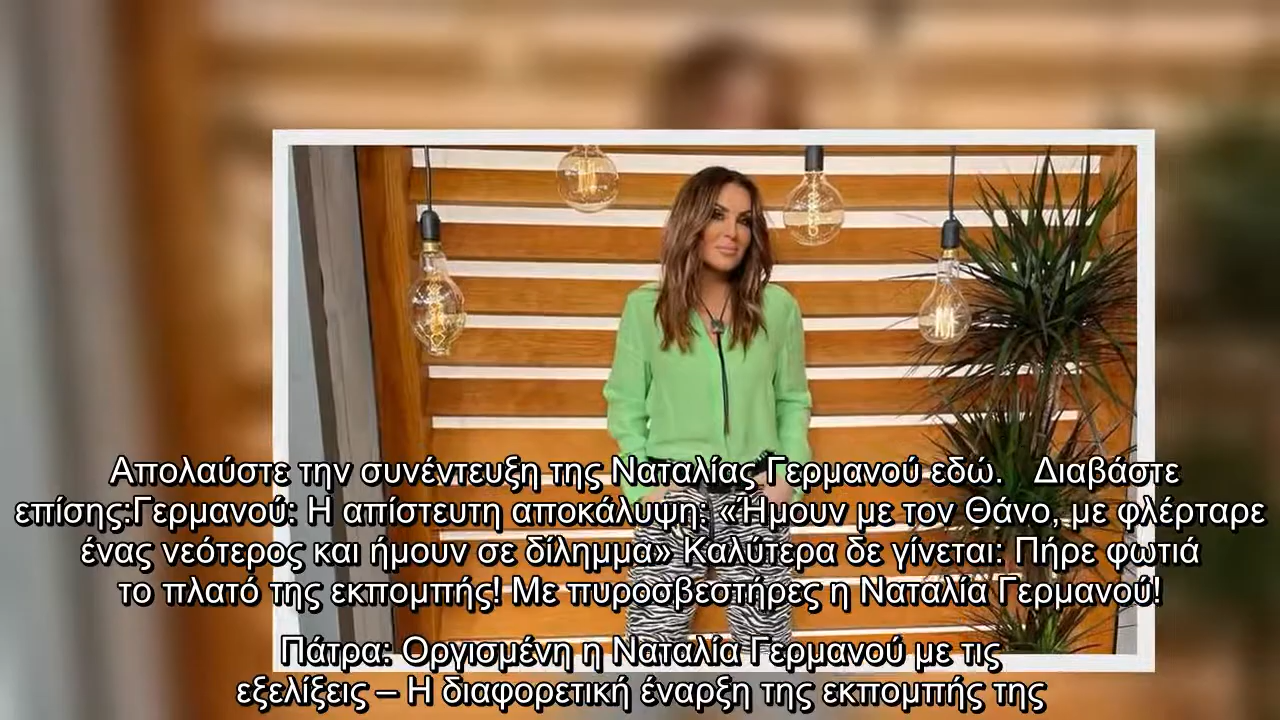 Απολαύστε την συνέντευξη της Ναταλίας Γερμανού εδώ.   Διαβάστε
επίσης:Γερμανού: Η απίστευτη αποκάλυψη: «Ήμουν με τον Θάνο, με φλέρταρε
ένας νεότερος και ήμουν σε δίλημμα» Καλύτερα δε γίνεται: Πήρε φωτιά
το πλατό της εκπομπής! Με πυροσβεστήρες η Ναταλία Γερμανού!
Πάτρα: Οργισμένη η Ναταλία Γερμανού με τις
εξελίξεις – Η διαφορετική έναρξη της εκπομπής της